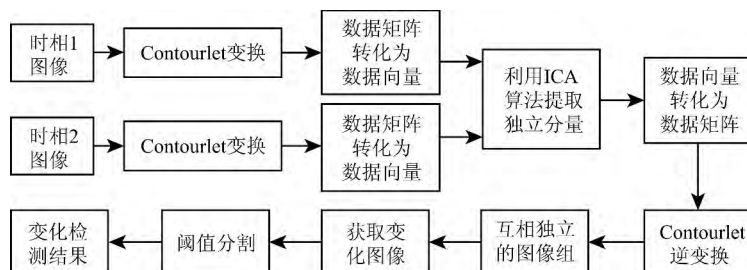 时相1
图像
Contourlet变换
数据矩阵
转化为
数据向量
利用ICA
算法提取
独立分量
数据向量
转化为
数据矩阵
时相2
图像
Contourlet变换
数据矩阵
转化为
数据向量
Contourlet
逆变换
互相独立
的图像组
获取变
化图像
阈值分割
变化检
测结果